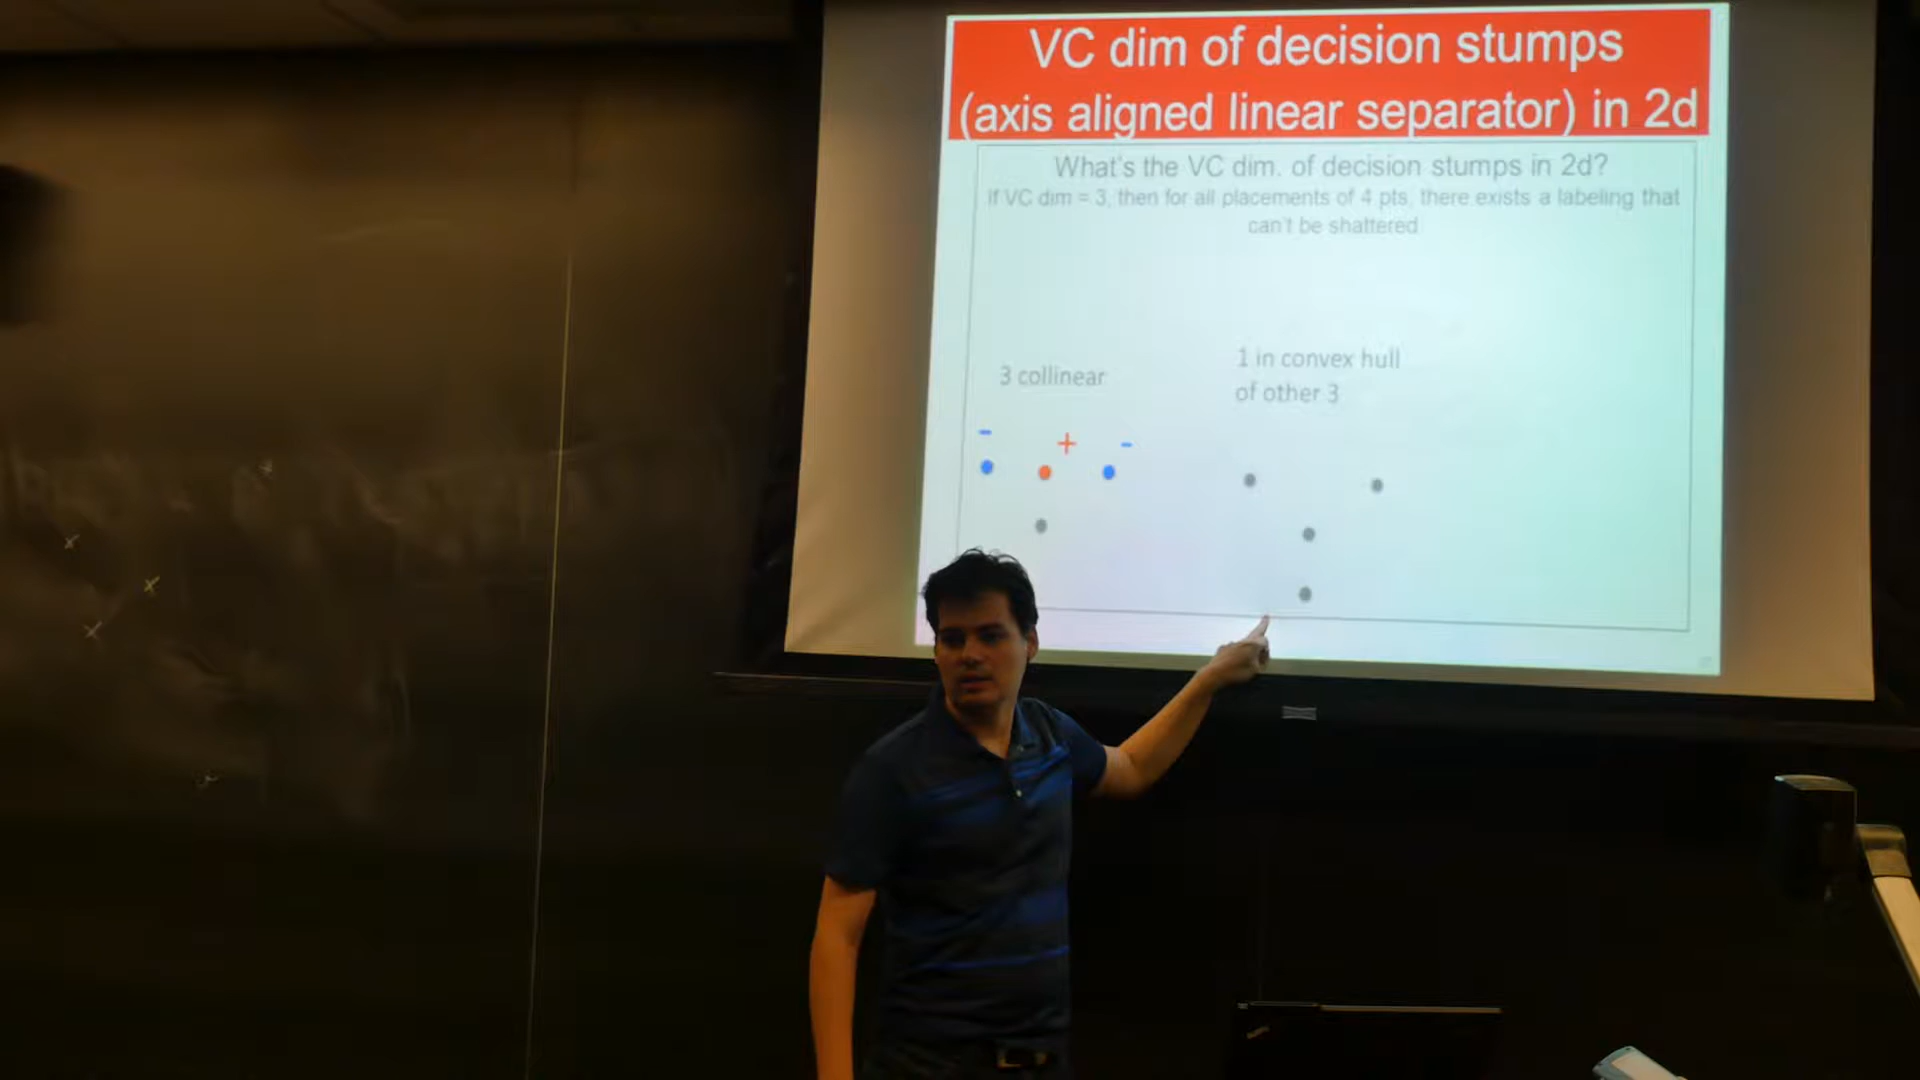 VC dim of decision stumps
(axis aligned linear separator) in 2d
What's the VC dim. of decision stumps in 2d?
If VC dim = 3, then for all placements of 4 pts, there exists a labeling that
can't be shattered
3 collinear
1 in convex hull
of other 3
- + -